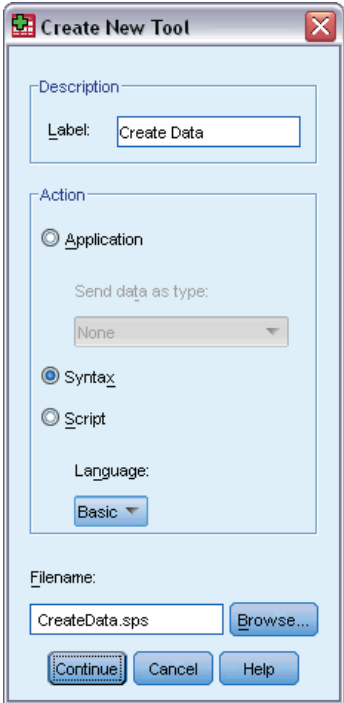 Create New Tool
Description
Label: Create Data
Action
Application
Send data as type:
None
Syntax
Script
Language:
Basic
Filename:
CreateData.sps Browse...
Continue Cancel Help